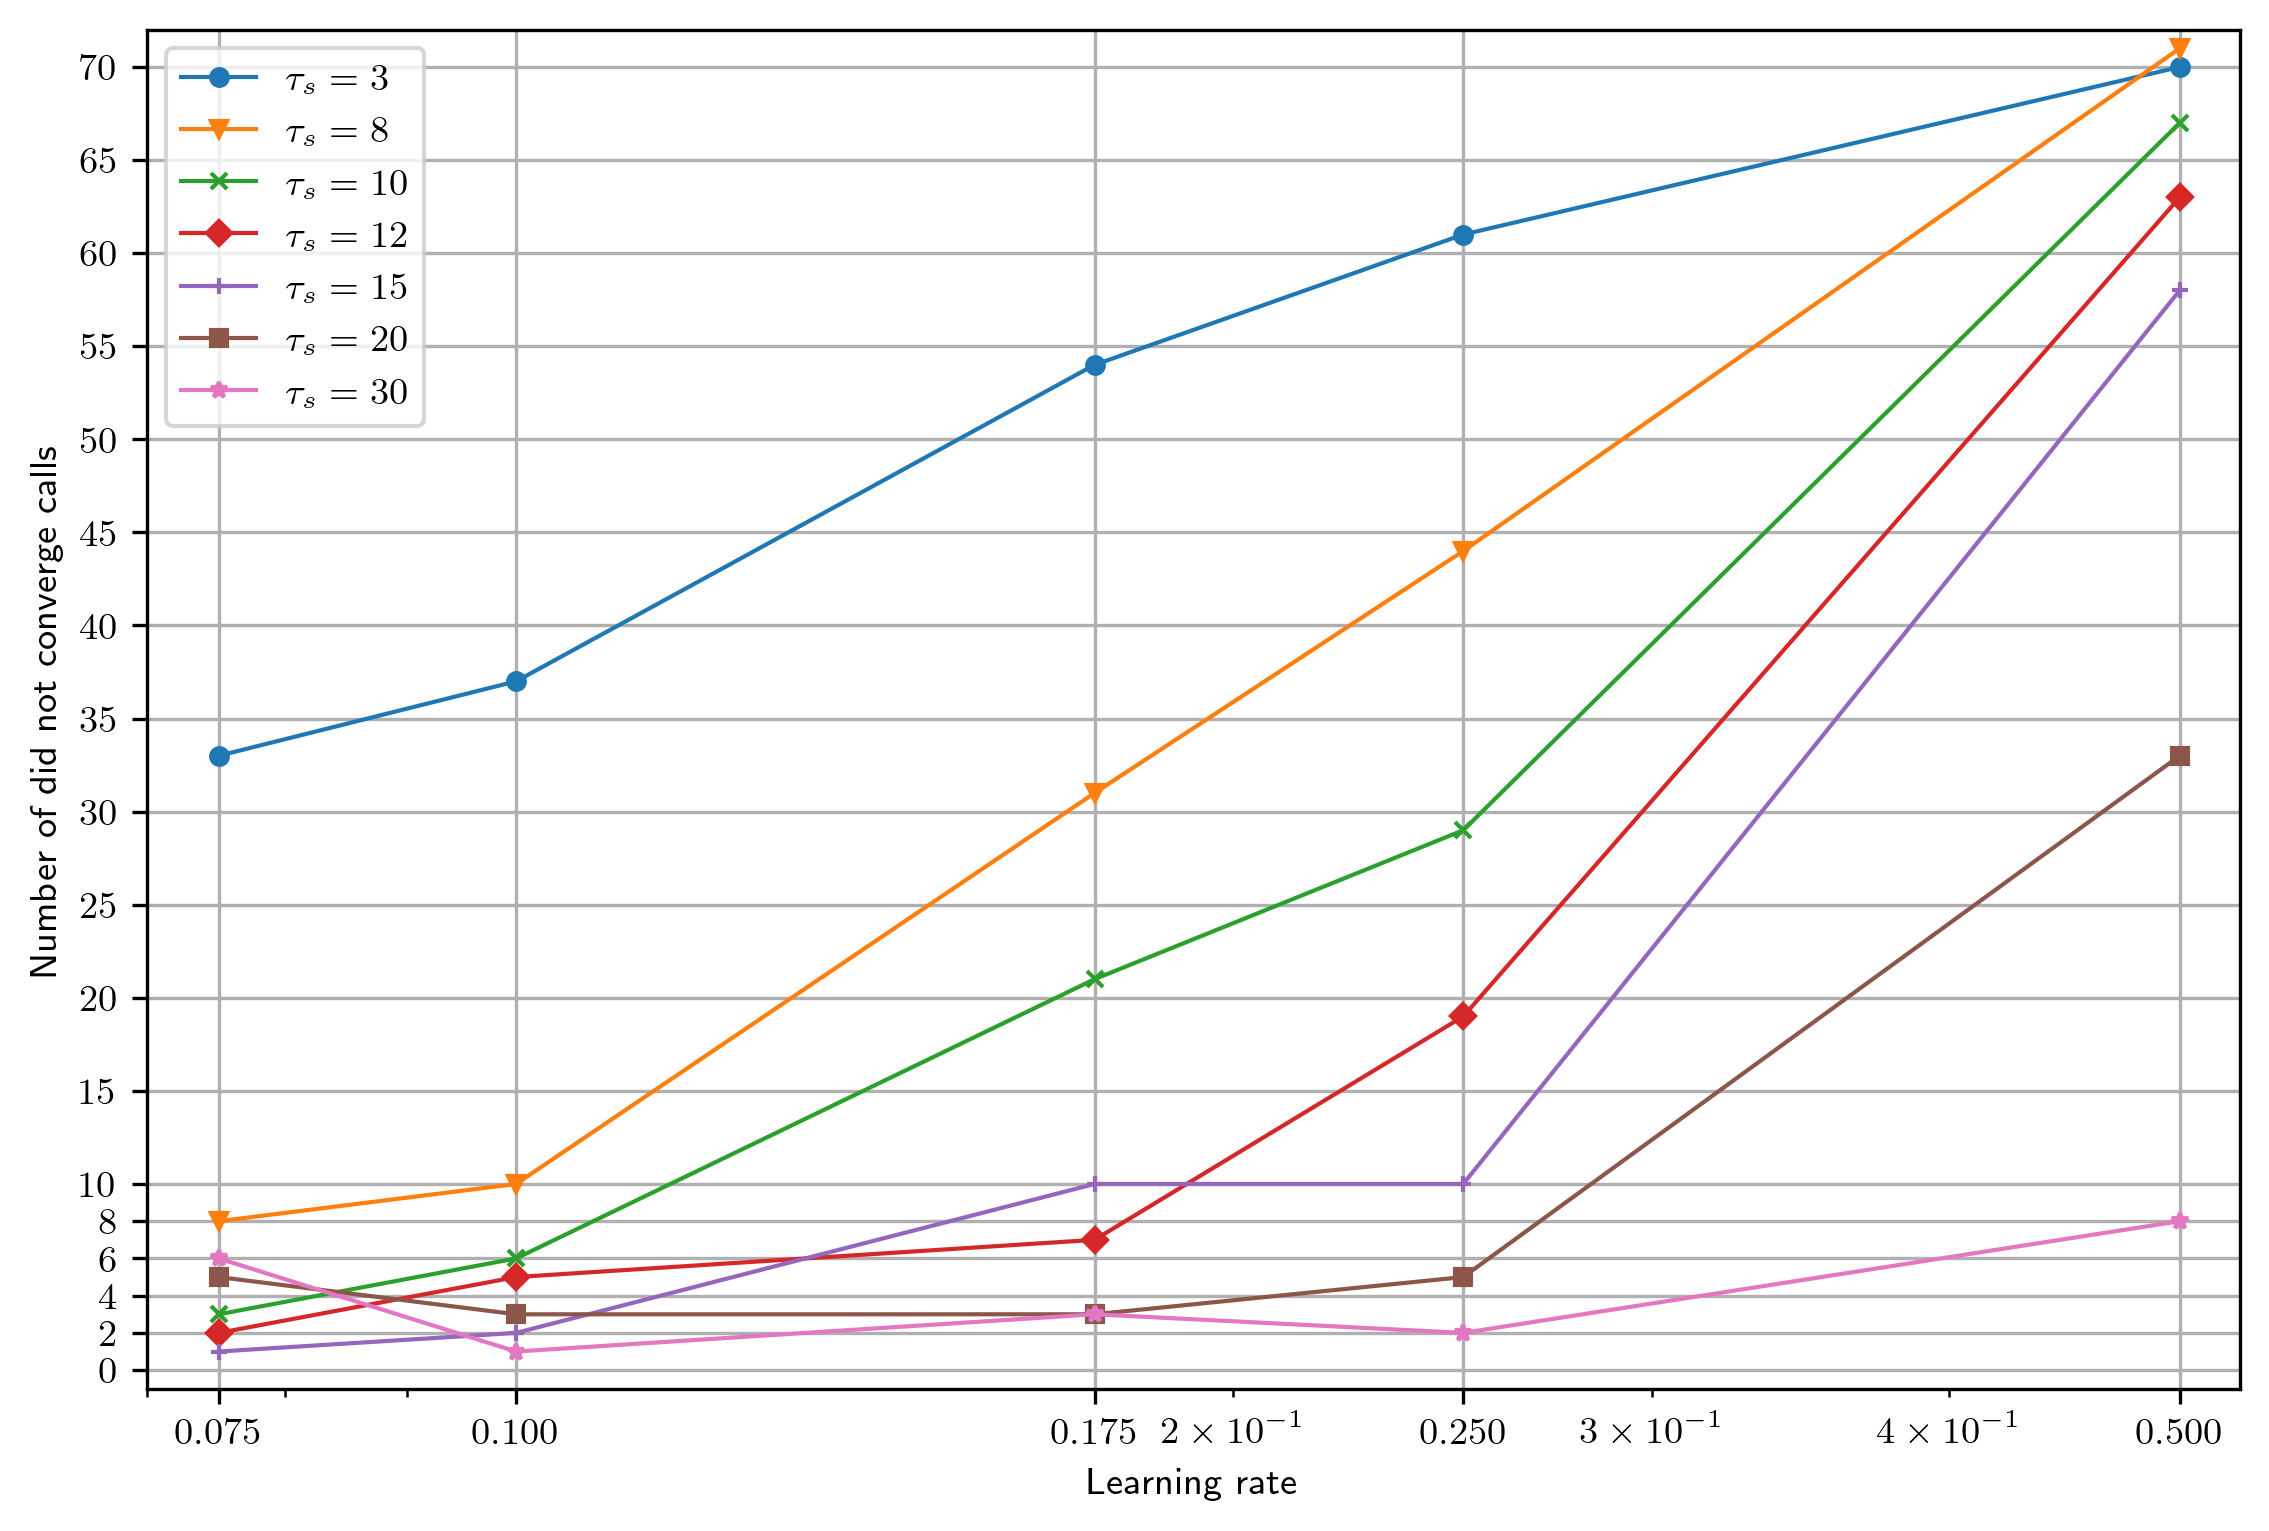 τₛ = 3
τₛ = 8
τₛ = 10
τₛ = 12
τₛ = 15
τₛ = 20
τₛ = 30
Number of did not converge calls
70
65
60
55
50
45
40
35
30
25
20
15
10
8
6
4
2
0
0.075 0.100 0.175 2 × 10⁻¹ 0.250 3 × 10⁻¹ 4 × 10⁻¹ 0.500
Learning rate